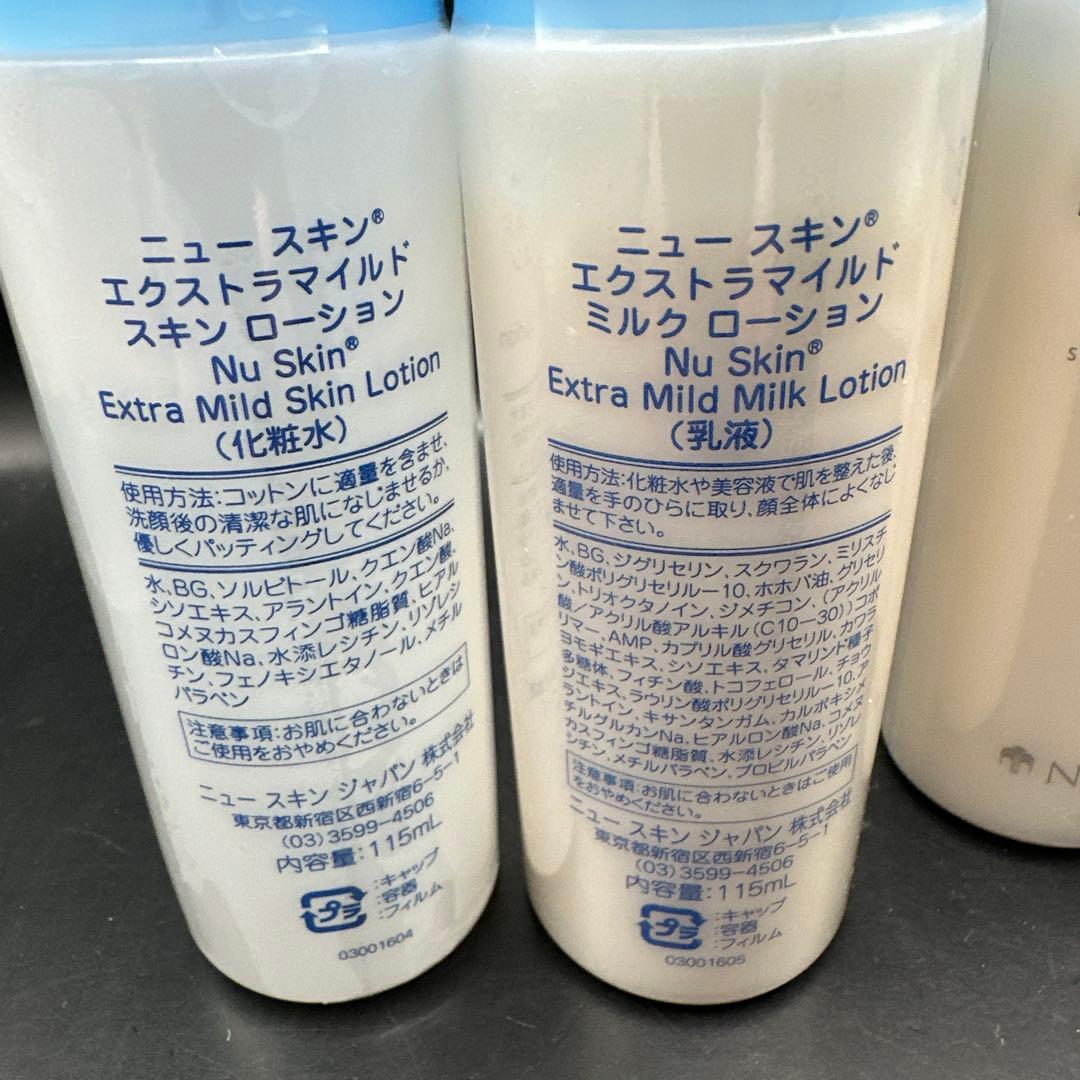 ニュー スキン®
エクストラマイルド
スキン ローション
Nu Skin®
Extra Mild Skin Lotion
（化粧水）
使用方法：コットンに適量を含ませ、
洗顔後の清潔な肌になじませるか、
優しくパッティングしてください。
水、BG、ソルビトール、クエン酸Na、
シソエキス、アラントイン、クエン酸、
コメヌカスフィンゴ糖脂質、ヒアル
ロン酸Na、水添レシチン、リゾレシ
チン、フェノキシエタノール、メチル
パラベン
注意事項：お肌に合わないときは
ご使用をおやめください。
ニュー スキン ジャパン 株式会社
東京都新宿区西新宿6-5-1
(03) 3599-4506
内容量：115mL
プラ
：キャップ
：容器
：フィルム
03001604
ニュー スキン®
エクストラマイルド
ミルク ローション
Nu Skin®
Extra Mild Milk Lotion
（乳液）
使用方法：化粧水や美容液で肌を整えた後、
適量を手のひらに取り、顔全体によくなじ
ませて下さい。
水、BG、ジグリセリン、スクワラン、ミリスチ
ン酸ポリグリセリル－10、ホホバ油、グリセリ
ン、トリオクタノイン、ジメチコン、（アクリル
酸／アクリル酸アルキル（C10－30））コポ
リマー、AMP、カプリル酸グリセリル、カワラ
ヨモギエキス、シソエキス、タマリンド種子
多糖体、フィチン酸、トコフェロール、チョウ
ジエキス、ラウリン酸ポリグリセリル－10、ア
ラントイン、キサンタンガム、カルボキシメ
チルグルカンNa、ヒアルロン酸Na、コメヌ
カスフィンゴ糖脂質、水添レシチン、リゾレ
シチン、メチルパラベン、プロピルパラベン
注意事項：お肌に合わないときはご使用
をおやめください。
ニュー スキン ジャパン 株式会社
東京都新宿区西新宿6-5-1
(03) 3599-4506
内容量：115mL
プラ
：キャップ
：容器
：フィルム
03001605
S
N